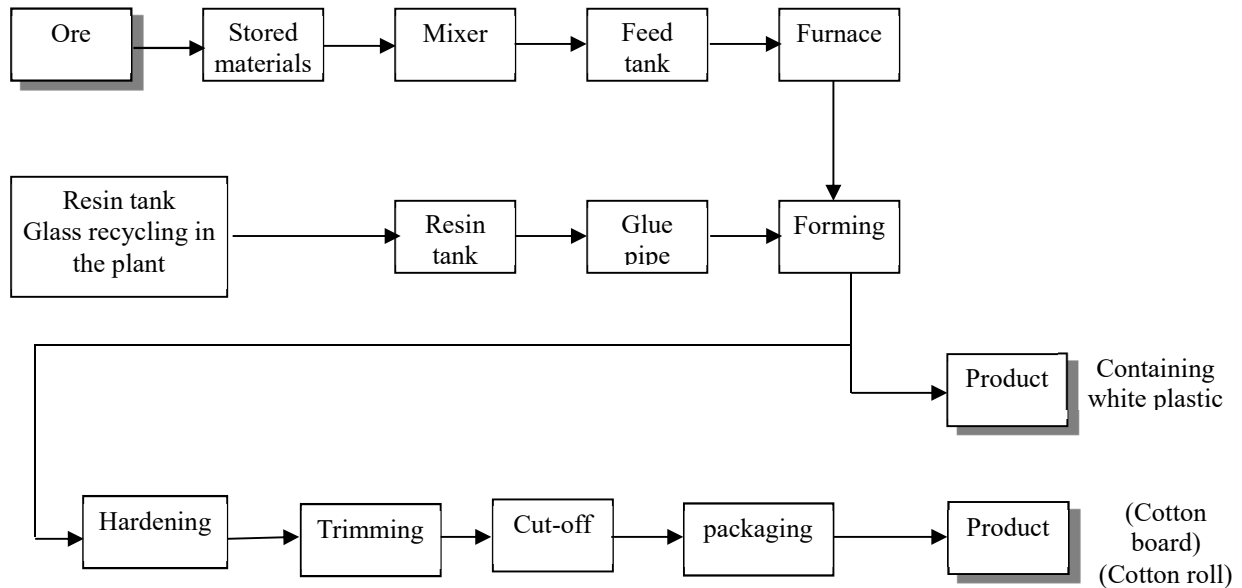 Ore
Stored
materials
Mixer
Feed
tank
Furnace
Resin tank
Glass recycling in
the plant
Resin
tank
Glue
pipe
Forming
Product
Containing
white plastic
Hardening
Trimming
Cut-off
packaging
Product
(Cotton
board)
(Cotton roll)